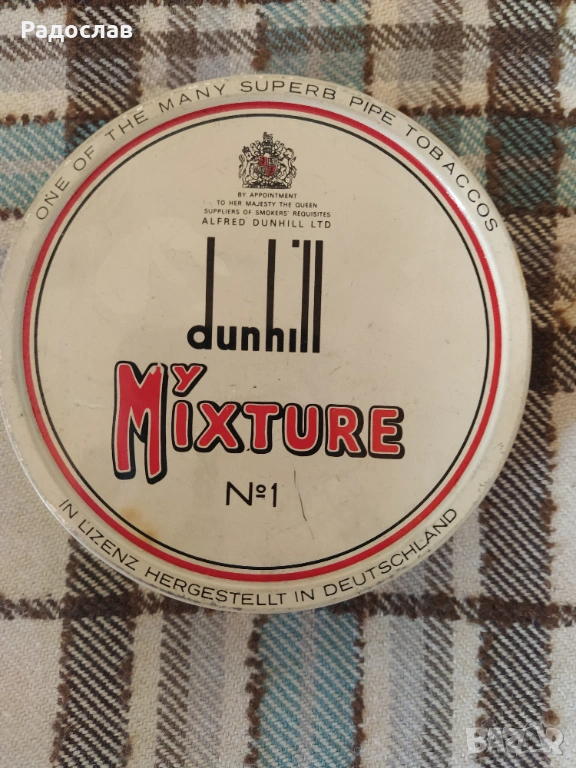 Радослав
ONE OF THE MANY SUPERB PIPE TOBACCOS
BY APPOINTMENT
TO HER MAJESTY THE QUEEN
SUPPLIERS OF SMOKERS' REQUISITES
ALFRED DUNHILL LTD
dunhill
MY MIXTURE
Nº1
IN LIZENZ HERGESTELLT IN DEUTSCHLAND
BAZAR